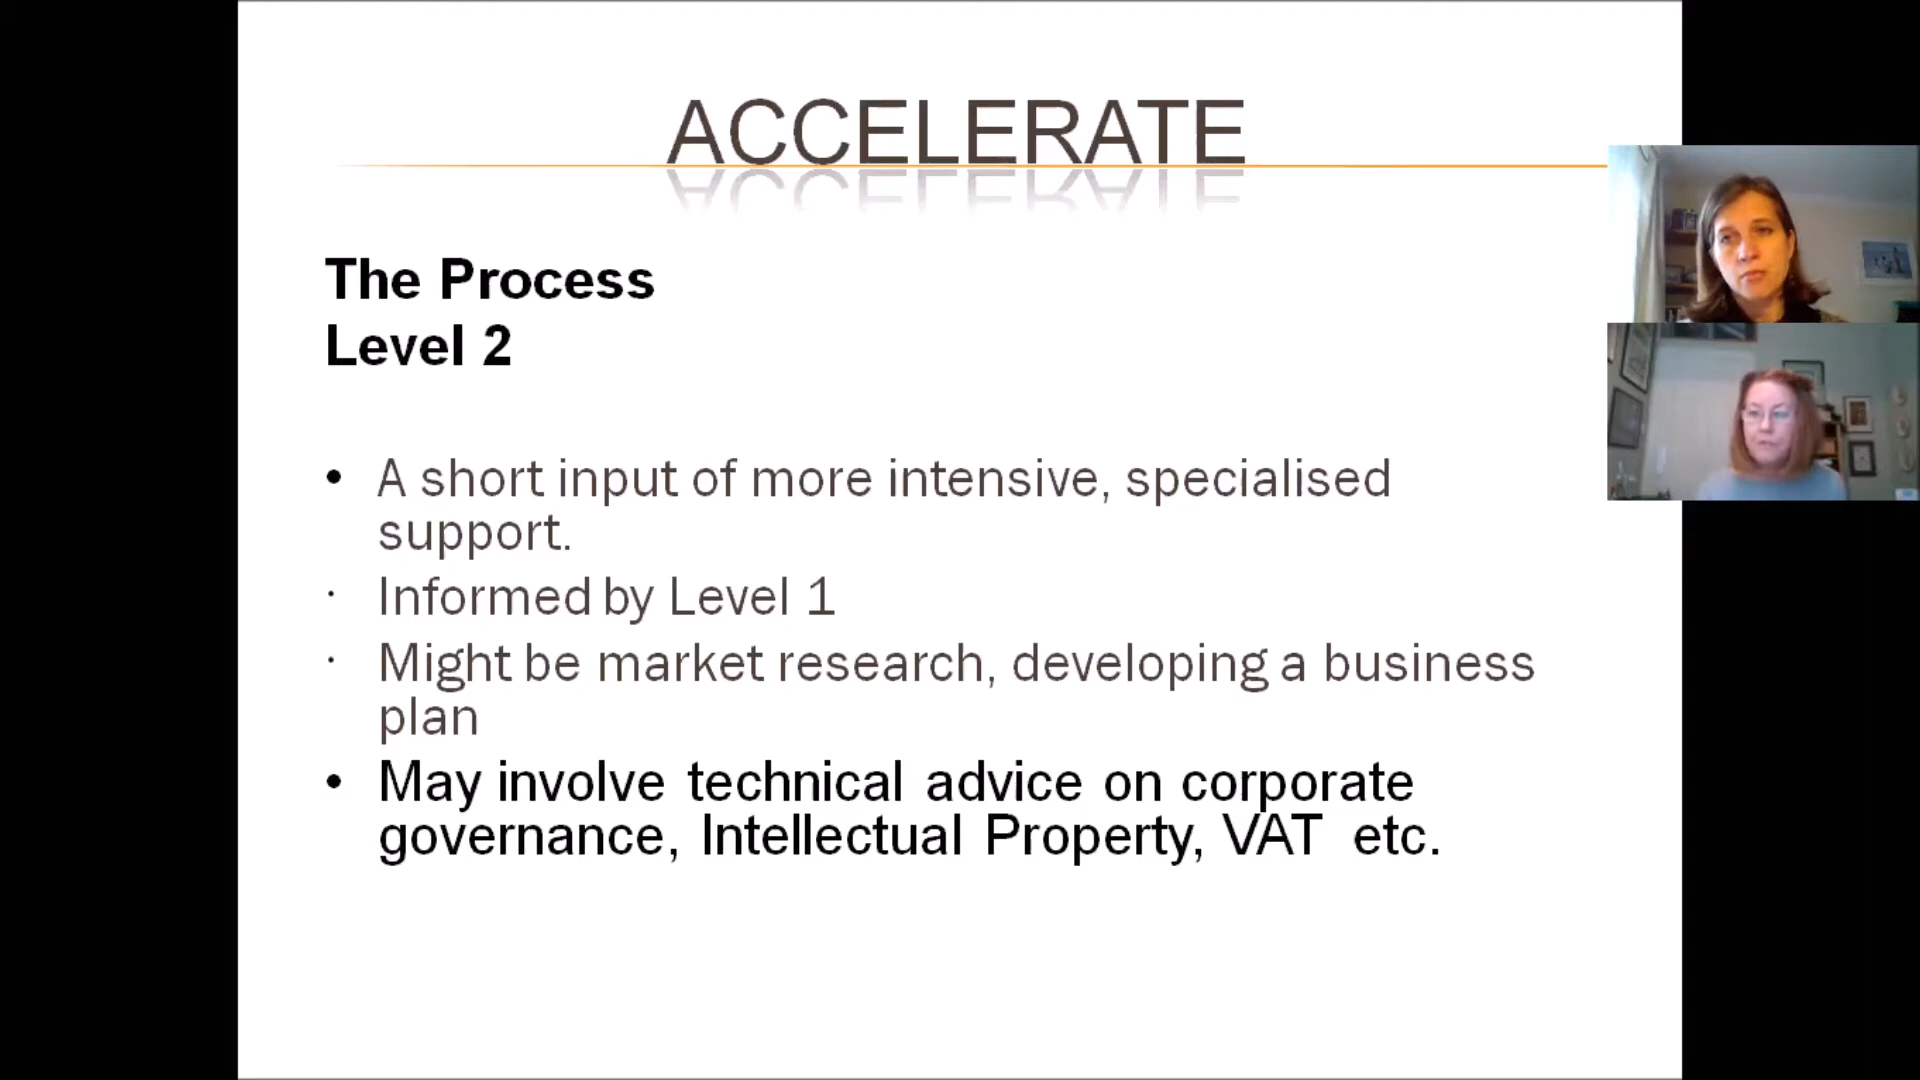 ACCELERATE
The Process
Level 2
• A short input of more intensive, specialised
support.
· Informed by Level 1
· Might be market research, developing a business
plan
• May involve technical advice on corporate
governance, Intellectual Property, VAT etc.